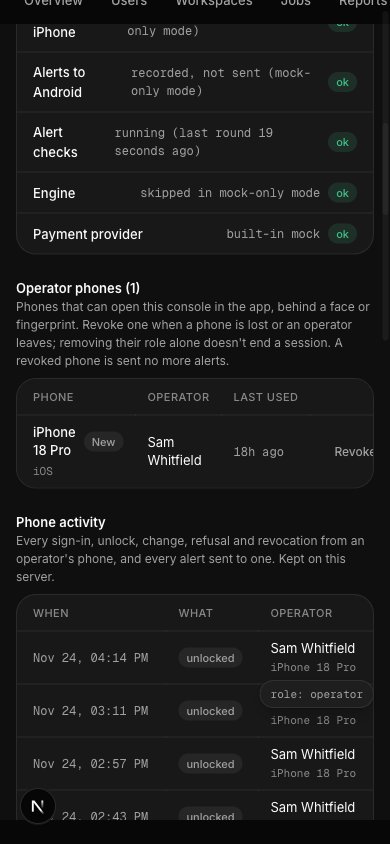 Overview Users Workspaces Jobs Reports
iPhone only mode) ok
Alerts to Android recorded, not sent (mock-only mode) ok
Alert checks running (last round 19 seconds ago) ok
Engine skipped in mock-only mode ok
Payment provider built-in mock ok
Operator phones (1)
Phones that can open this console in the app, behind a face or
fingerprint. Revoke one when a phone is lost or an operator
leaves; removing their role alone doesn't end a session. A
revoked phone is sent no more alerts.
PHONE OPERATOR LAST USED
iPhone 18 Pro New Sam Whitfield 18h ago Revoke
iOS
Phone activity
Every sign-in, unlock, change, refusal and revocation from an
operator's phone, and every alert sent to one. Kept on this
server.
WHEN WHAT OPERATOR
Nov 24, 04:14 PM unlocked Sam Whitfield
iPhone 18 Pro
role: operator
Nov 24, 03:11 PM unlocked
iPhone 18 Pro
Nov 24, 02:57 PM unlocked Sam Whitfield
iPhone 18 Pro
N 24, 02:43 PM unlocked Sam Whitfield